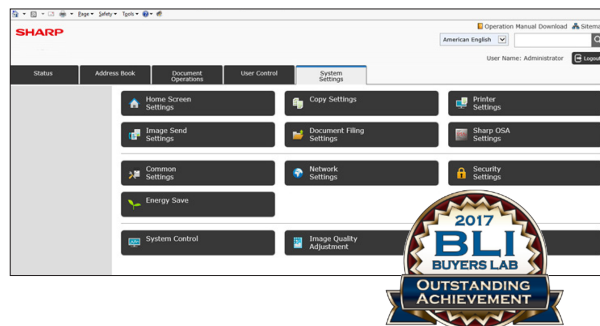 Page Safety Tools
SHARP
Operation Manual Download Sitema
American English
User Name: Administrator Logout
Status
Address Book
Document
Operations
User Control
System
Settings
Home Screen
Settings
Copy Settings
Printer
Settings
Image Send
Settings
Document Filing
Settings
Sharp OSA
Settings
Common
Settings
Network
Settings
Security
Settings
Energy Save
System Control
Image Quality
Adjustment
2017
BLI
BUYERS LAB
OUTSTANDING
ACHIEVEMENT